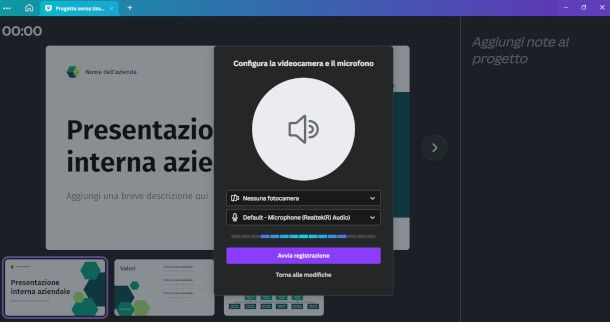 Progetto senza tito...
00:00
Nome dell'azienda
Presentazio
interna azie
Aggiungi una breve descrizione qui
Configura la videocamera e il microfono
Nessuna fotocamera
Default - Microphone (Realtek(R) Audio)
Avvia registrazione
Torna alle modifiche
Aggiungi note al
progetto
Presentazione
interna aziendale
Valori